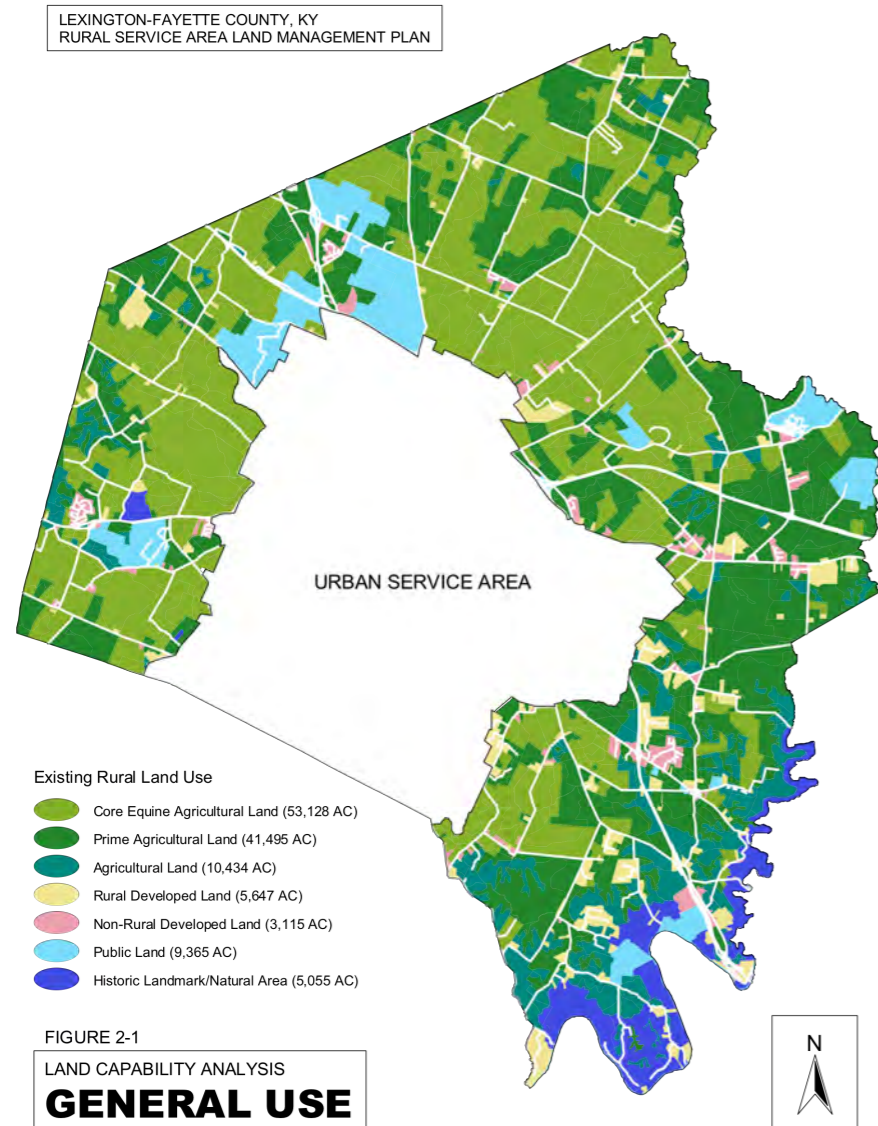 LEXINGTON-FAYETTE COUNTY, KY
RURAL SERVICE AREA LAND MANAGEMENT PLAN
URBAN SERVICE AREA
Existing Rural Land Use
Core Equine Agricultural Land (53,128 AC)
Prime Agricultural Land (41,495 AC)
Agricultural Land (10,434 AC)
Rural Developed Land (5,647 AC)
Non-Rural Developed Land (3,115 AC)
Public Land (9,365 AC)
Historic Landmark/Natural Area (5,055 AC)
FIGURE 2-1
LAND CAPABILITY ANALYSIS
GENERAL USE
N